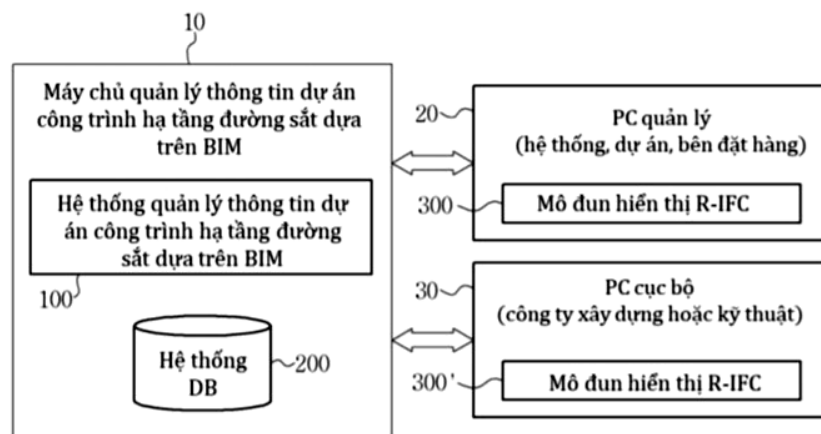 10
Máy chủ quản lý thông tin dự án
công trình hạ tầng đường sắt dựa
trên BIM
Hệ thống quản lý thông tin dự
án công trình hạ tầng đường
sắt dựa trên BIM
100
Hệ thống
DB
200
20
PC quản lý
(hệ thống, dự án, bên đặt hàng)
300
Mô đun hiển thị R-IFC
30
PC cục bộ
(công ty xây dựng hoặc kỹ thuật)
300'
Mô đun hiển thị R-IFC